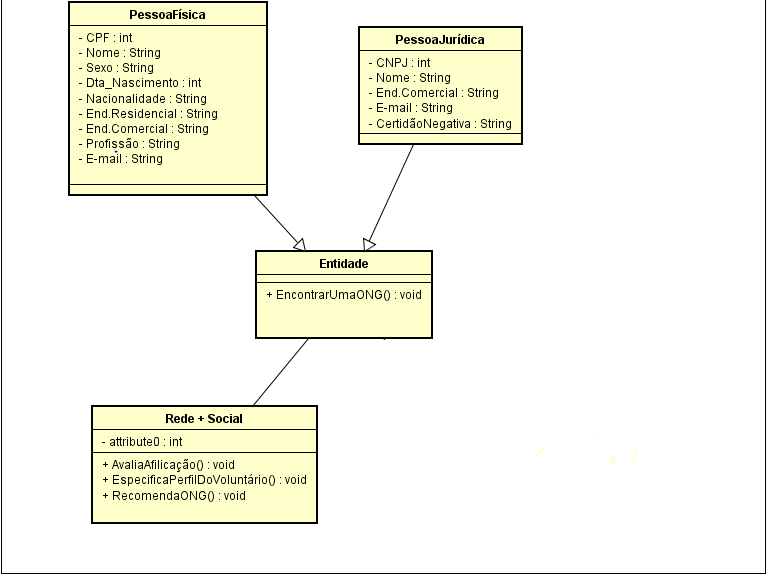 PessoaFísica
- CPF : int
- Nome : String
- Sexo : String
- Dta_Nascimento : int
- Nacionalidade : String
- End.Residencial : String
- End.Comercial : String
- Profissão : String
- E-mail : String
PessoaJurídica
- CNPJ : int
- Nome : String
- End.Comercial : String
- E-mail : String
- CertidãoNegativa : String
Entidade
+ EncontrarUmaONG() : void
Rede + Social
- attribute0 : int
+ AvaliaAfilicação() : void
+ EspecificaPerfilDoVoluntário() : void
+ RecomendaONG() : void